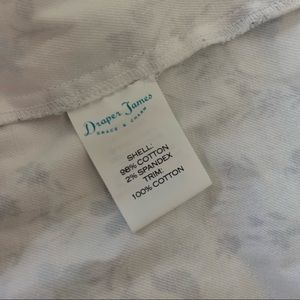 Draper James
GRACE & CHARM
SHELL:
98% COTTON
2% SPANDEX
TRIM:
100% COTTON